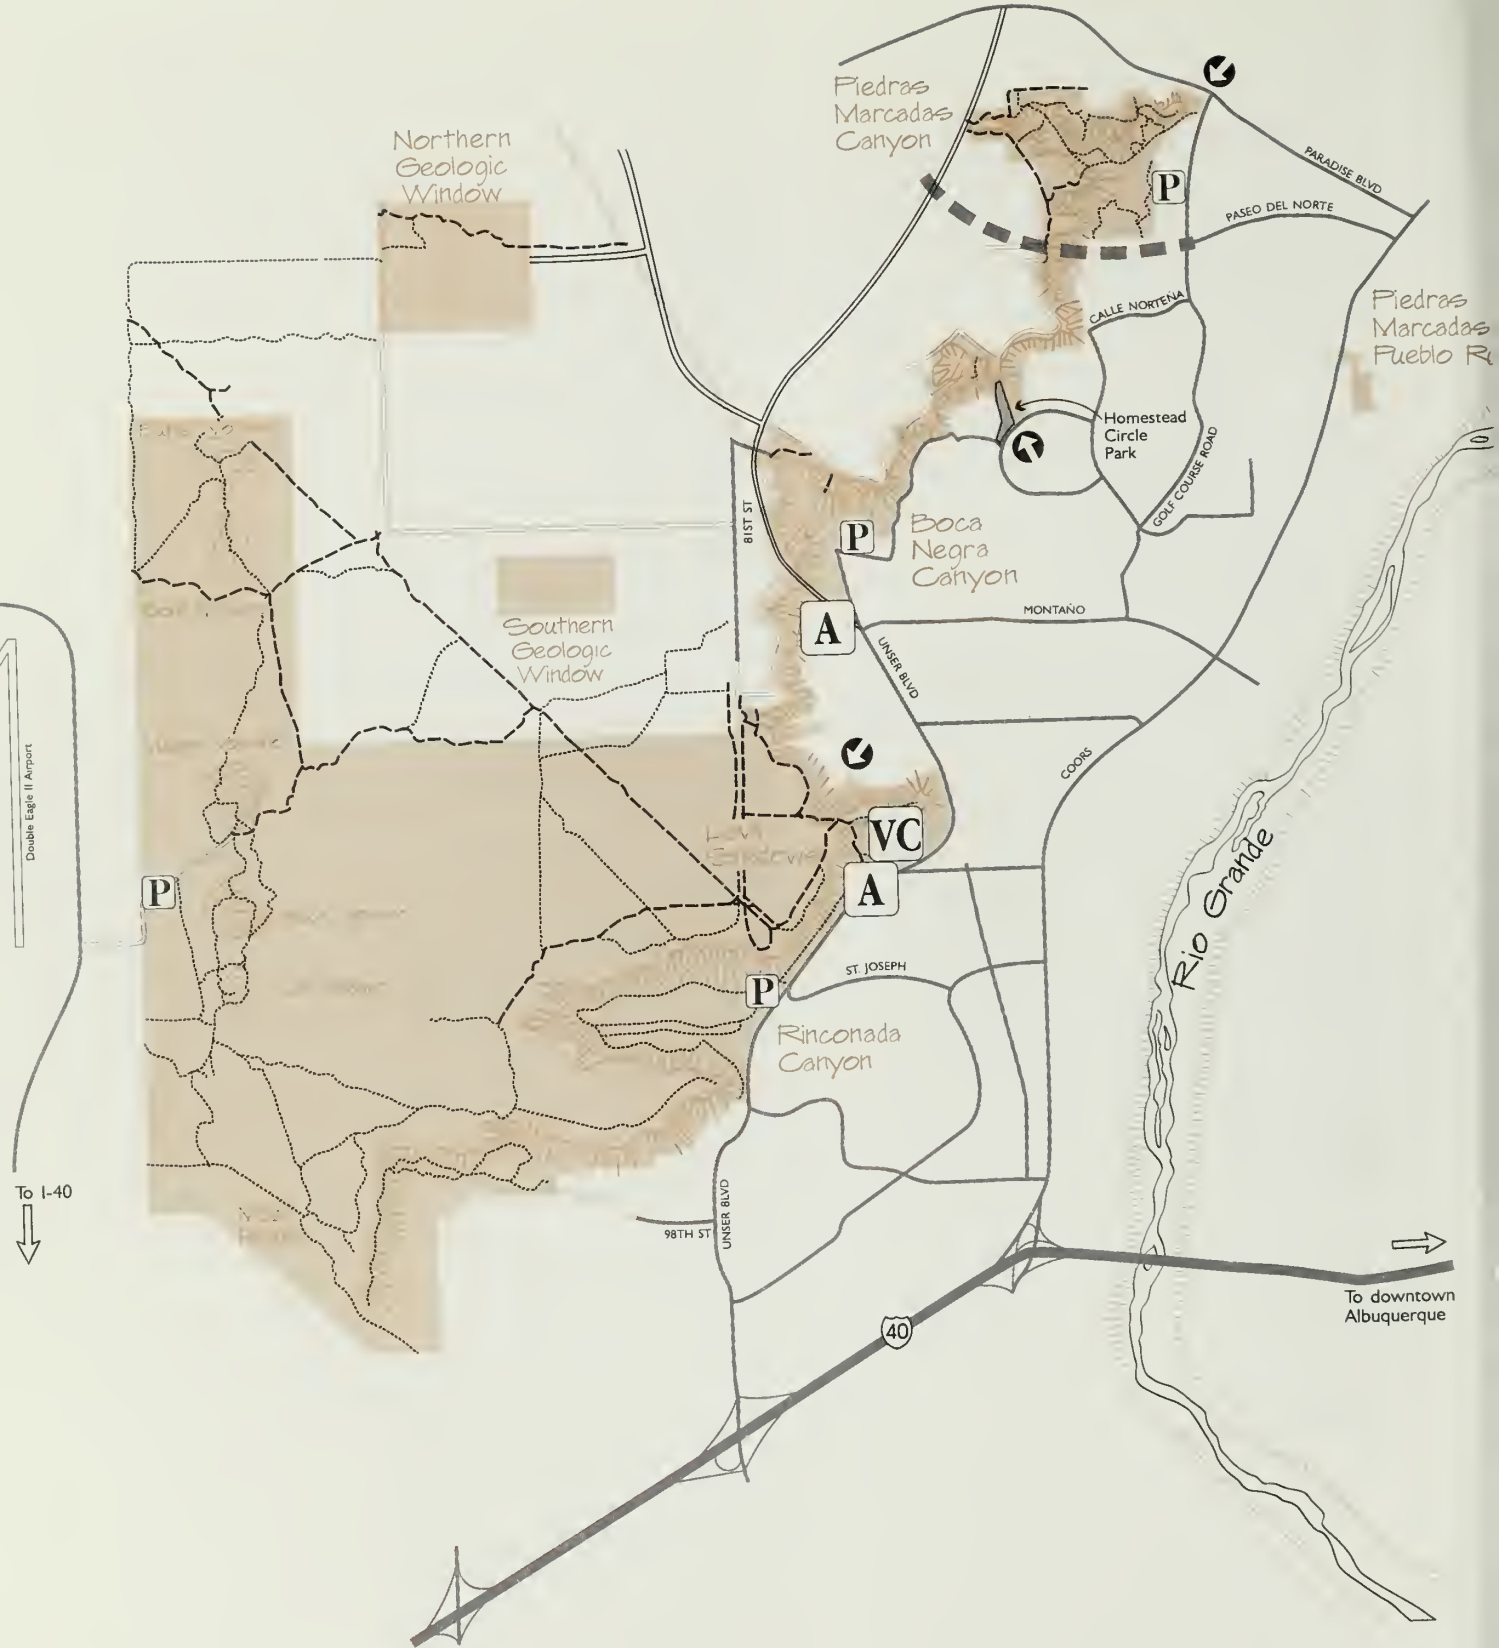 Piedras
Marcadas
Canyon
Northern
Geologic
Window
P
PARADISE BLVD
PASEO DEL NORTE
CALLE NORTEÑA
Piedras
Marcadas
Pueblo
Homestead
Circle
Park
GOLF COURSE ROAD
81ST ST
P
Boca
Negra
Canyon
MONTAÑO
A
Southern
Geologic
Window
UNSER BLVD
COORS
Double Eagle II Airport
VC
A
P
Rio Grande
ST. JOSEPH
P
Rinconada
Canyon
To I-40
98TH ST
UNSER BLVD
40
To downtown
Albuquerque